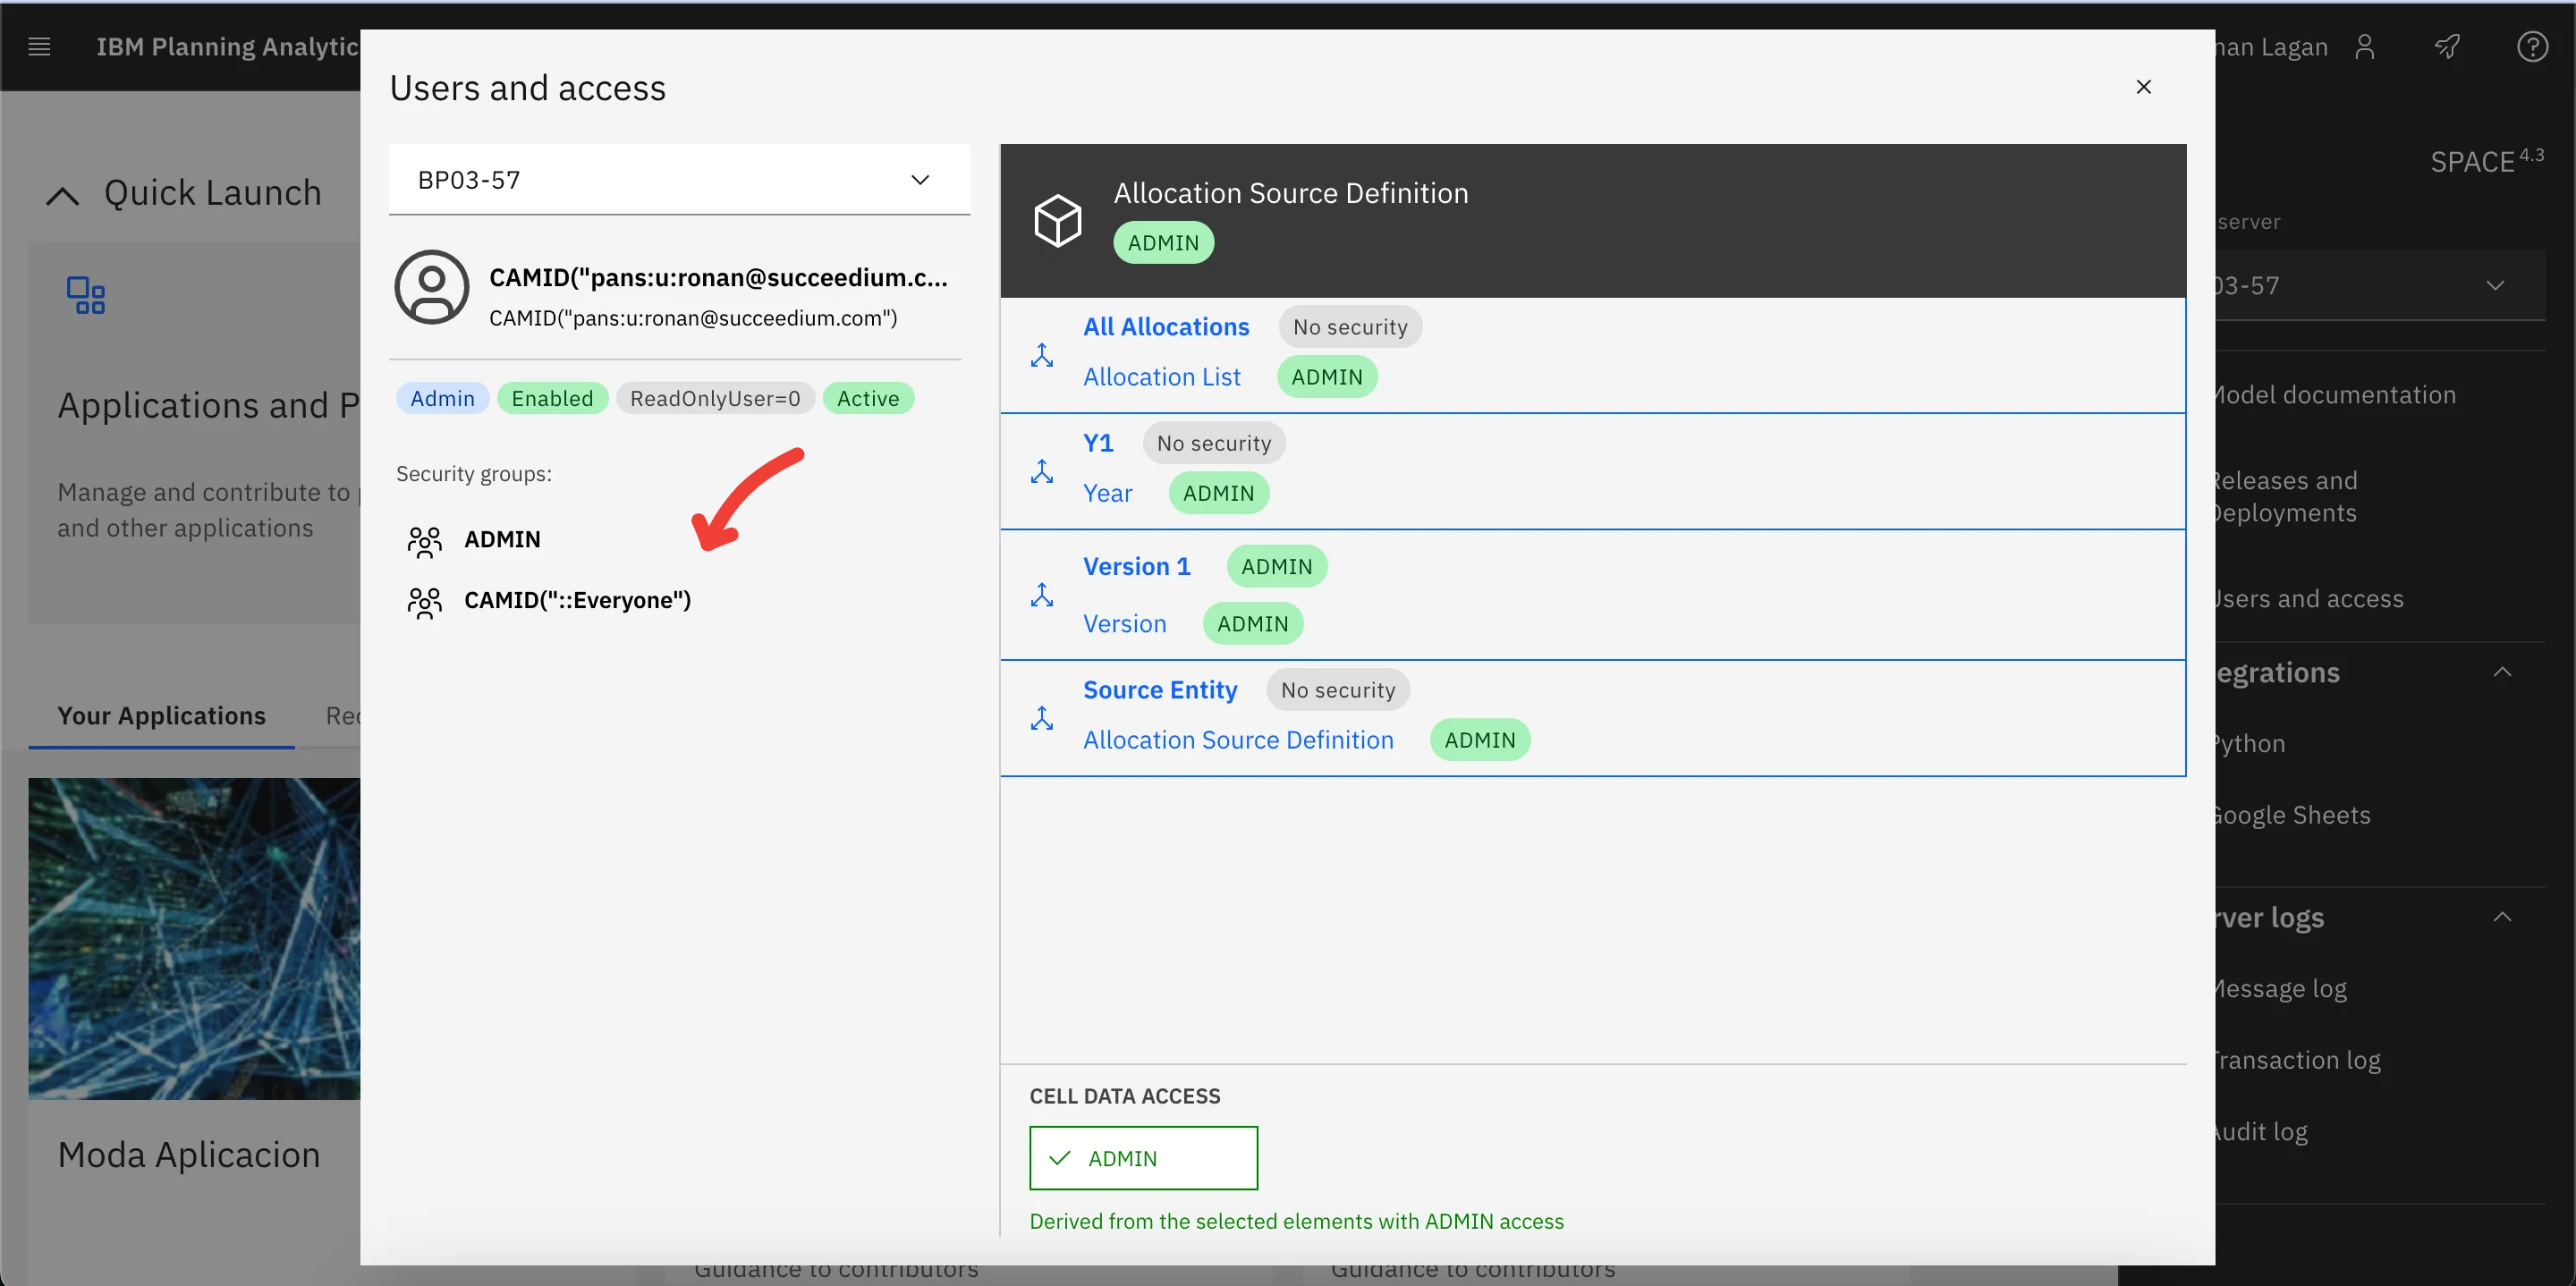 IBM Planning Analytic
nan Lagan
Users and access
BP03-57
CAMID("pans:u:ronan@succeedium.c...
CAMID("pans:u:ronan@succeedium.com")
Admin
Enabled
ReadOnlyUser=0
Active
Security groups:
ADMIN
CAMID("::Everyone")
Allocation Source Definition
ADMIN
All Allocations
No security
Allocation List
ADMIN
Y1
No security
Year
ADMIN
Version 1
ADMIN
Version
ADMIN
Source Entity
No security
Allocation Source Definition
ADMIN
CELL DATA ACCESS
ADMIN
Derived from the selected elements with ADMIN access
Quick Launch
Applications and P
Manage and contribute to
and other applications
Your Applications
Rec
Moda Aplicacion
Guidance to contributors
Guidance to contributors
SPACE 4.3
server
03-57
Model documentation
Releases and
Deployments
Users and access
egrations
Python
Google Sheets
rver logs
Message log
Transaction log
Audit log